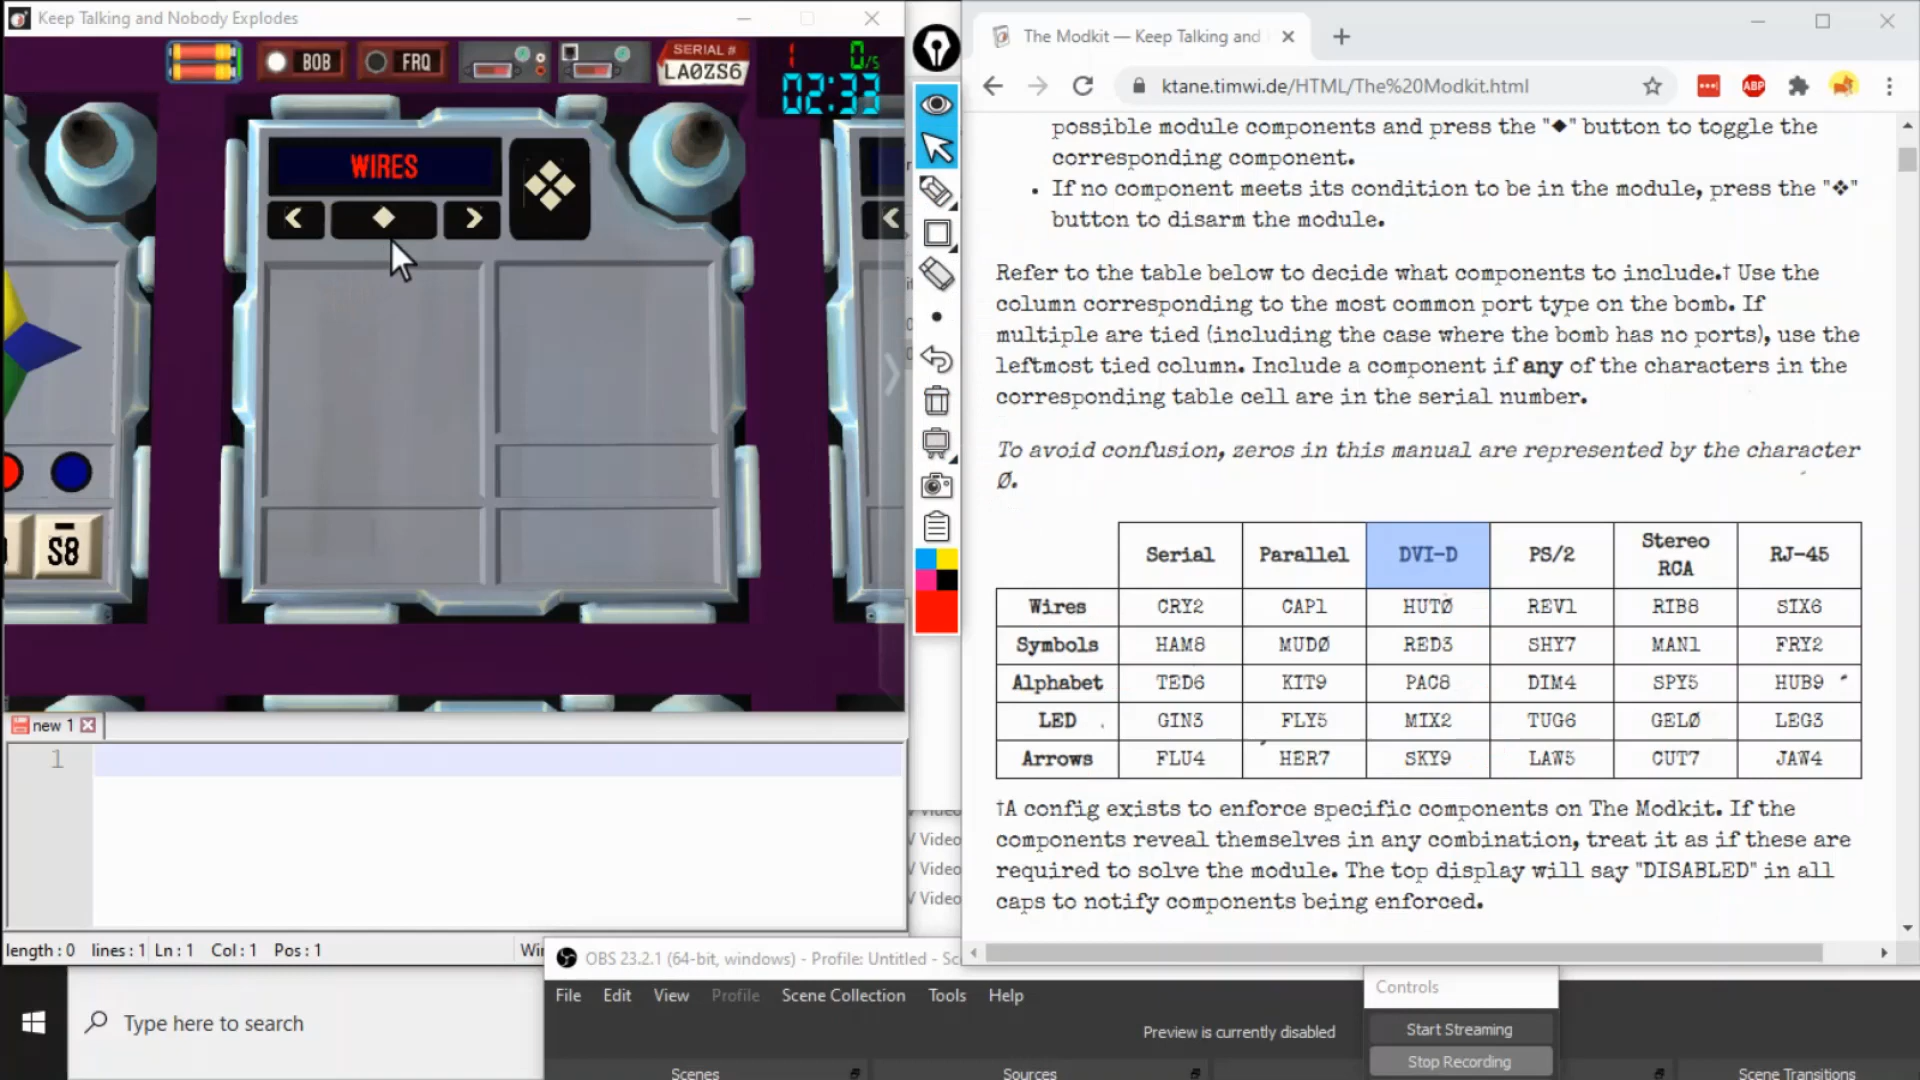 Keep Talking and Nobody Explodes
BOB
FRQ
SERIAL #
LA0ZS6
1
0/5
02:33
WIRES
S8
new 1
1
length : 0 lines : 1 Ln : 1 Col : 1 Pos : 1
The Modkit — Keep Talking and
ktane.timwi.de/HTML/The%20Modkit.html
ABP
possible module components and press the "◆" button to toggle the
corresponding component.
• If no component meets its condition to be in the module, press the "❖"
button to disarm the module.
Refer to the table below to decide what components to include.† Use the
column corresponding to the most common port type on the bomb. If
multiple are tied (including the case where the bomb has no ports), use the
leftmost tied column. Include a component if any of the characters in the
corresponding table cell are in the serial number.
To avoid confusion, zeros in this manual are represented by the character
Ø.
Serial Parallel DVI-D PS/2 Stereo RCA RJ-45
Wires CRY2 CAP1 HUTØ REV1 RIB8 SIX6
Symbols HAM8 MUDØ RED3 SHY7 MAN1 FRY2
Alphabet TED6 KIT9 PAC8 DIM4 SPY5 HUB9
LED GIN3 FLY5 MIX2 TUG6 GELØ LEG3
Arrows FLU4 HER7 SKY9 LAW5 CUT7 JAW4
†A config exists to enforce specific components on The Modkit. If the
components reveal themselves in any combination, treat it as if these are
required to solve the module. The top display will say "DISABLED" in all
caps to notify components being enforced.
V Video
V Video
V Video
OBS 23.2.1 (64-bit, windows) - Profile: Untitled - Sc
File Edit View Profile Scene Collection Tools Help
Preview is currently disabled
Controls
Start Streaming
Stop Recording
Scenes
Sources
Scene Transitions
Type here to search